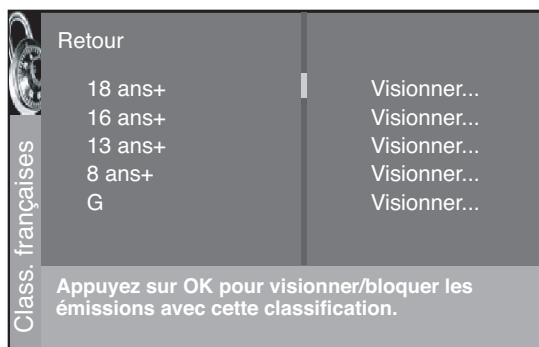 Class. françaises
Retour
18 ans+ Visionner...
16 ans+ Visionner...
13 ans+ Visionner...
8 ans+ Visionner...
G Visionner...
Appuyez sur OK pour visionner/bloquer les
émissions avec cette classification.